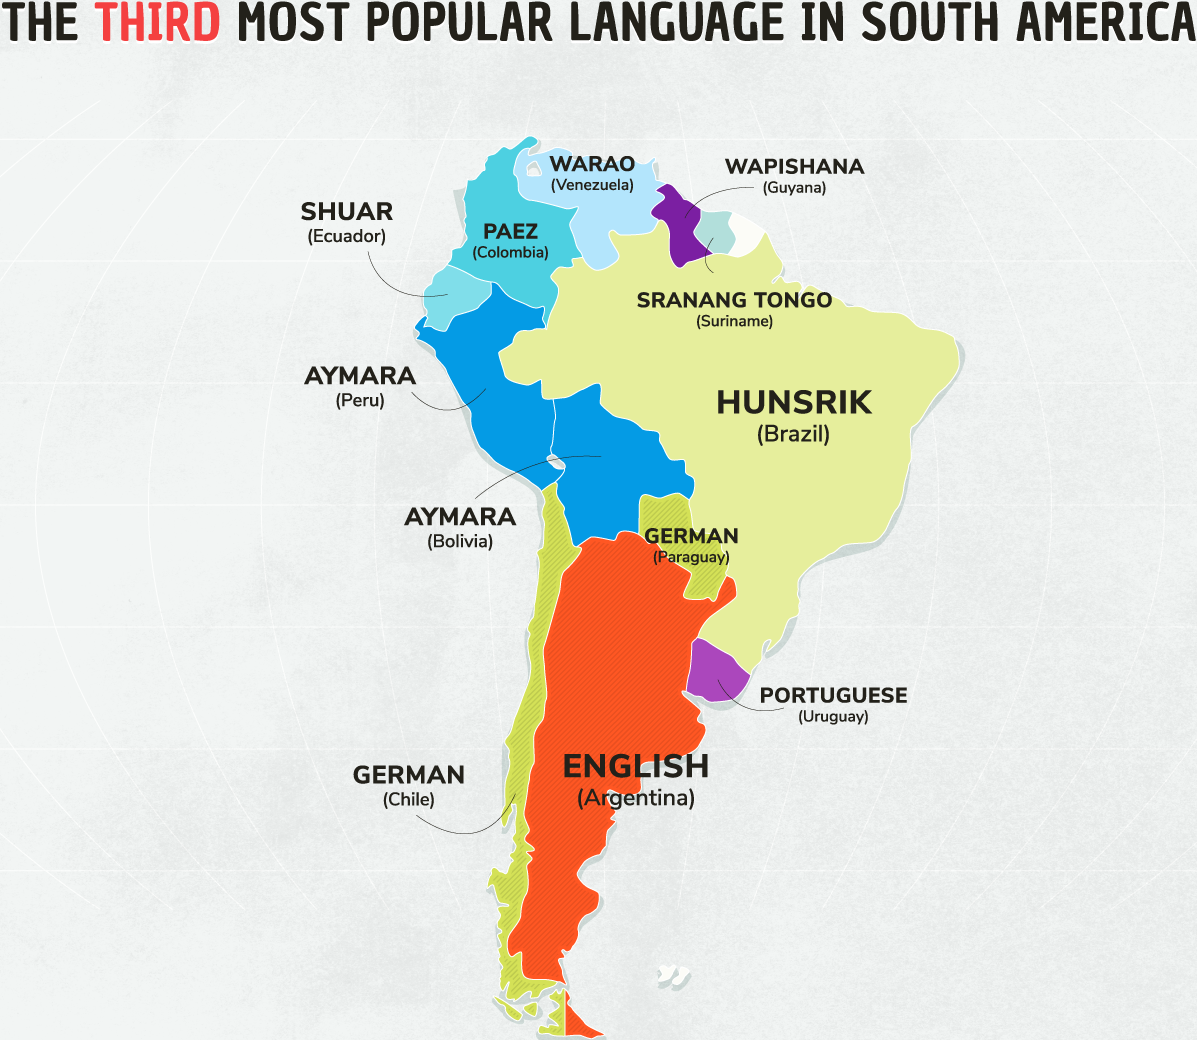 THE THIRD MOST POPULAR LANGUAGE IN SOUTH AMERICA
WARAO
(Venezuela)
WAPISHANA
(Guyana)
SHUAR
(Ecuador)
PAEZ
(Colombia)
SRANANG TONGO
(Suriname)
AYMARA
(Peru)
HUNSRIK
(Brazil)
AYMARA
(Bolivia)
GERMAN
(Paraguay)
PORTUGUESE
(Uruguay)
ENGLISH
(Argentina)
GERMAN
(Chile)